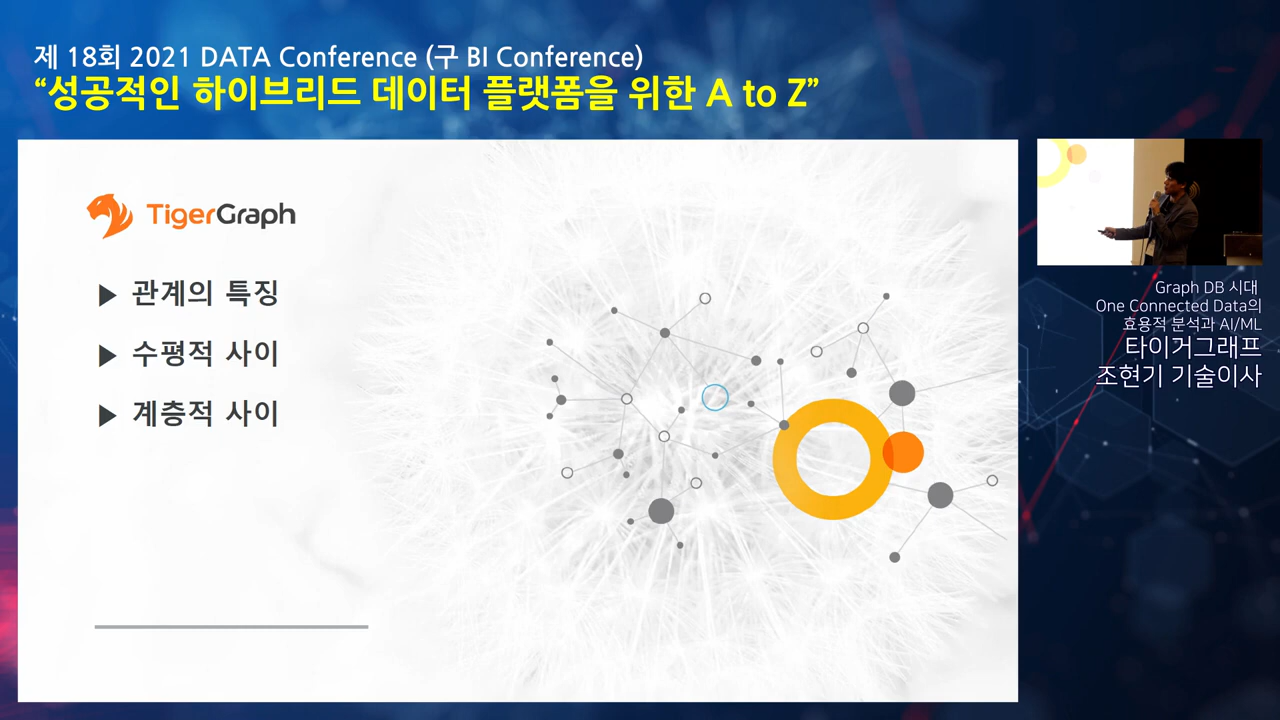 제 18회 2021 DATA Conference (구 BI Conference)
“성공적인 하이브리드 데이터 플랫폼을 위한 A to Z”
TigerGraph
▶ 관계의 특징
▶ 수평적 사이
▶ 계층적 사이
Graph DB 시대
One Connected Data의
효용적 분석과 AI/ML
타이거그래프
조현기 기술이사